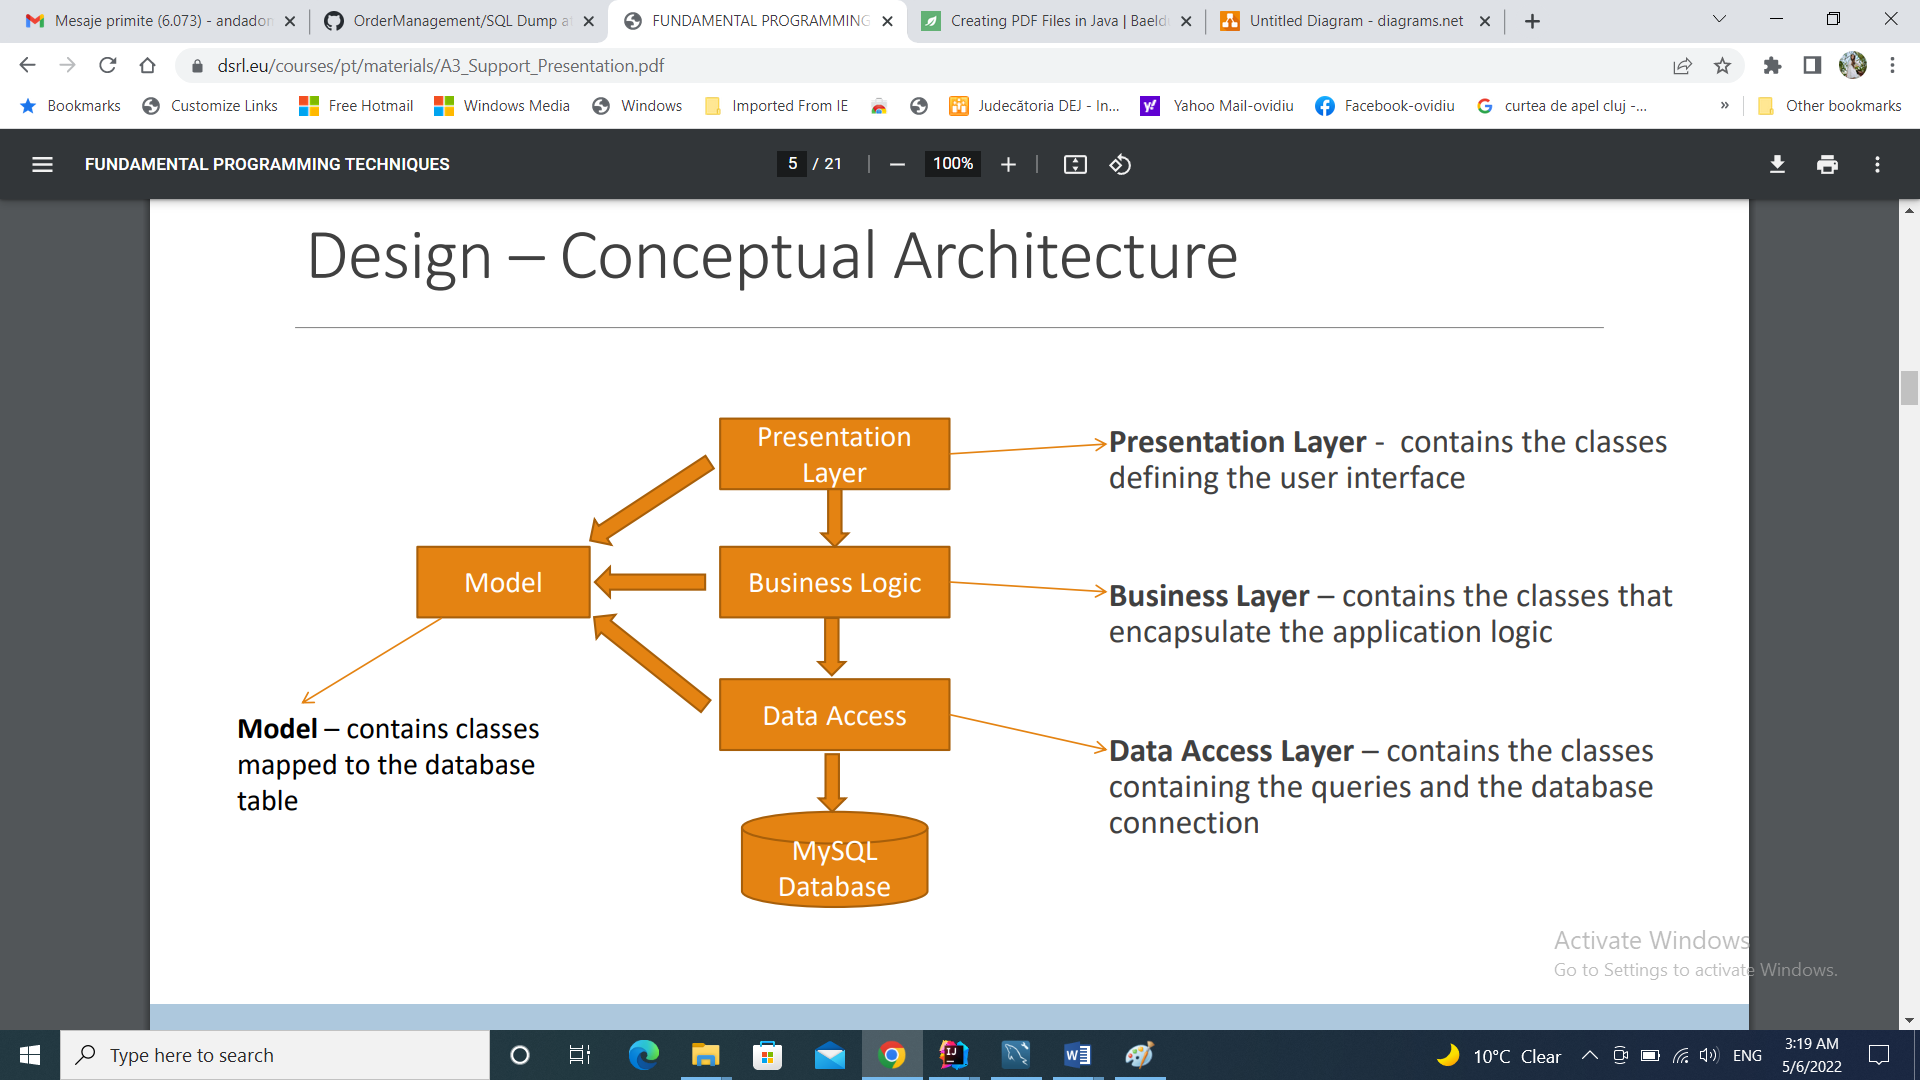 Mesaje primite (6.073) - andador
OrderManagement/SQL Dump at
FUNDAMENTAL PROGRAMMING
Creating PDF Files in Java | Baeld
Untitled Diagram - diagrams.net
dsrl.eu/courses/pt/materials/A3_Support_Presentation.pdf
Bookmarks
Customize Links
Free Hotmail
Windows Media
Windows
Imported From IE
Judecătoria DEJ - In...
Yahoo Mail-ovidiu
Facebook-ovidiu
curtea de apel cluj -...
»
Other bookmarks
FUNDAMENTAL PROGRAMMING TECHNIQUES
5 / 21
100%
Design – Conceptual Architecture
Presentation
Layer
Presentation Layer - contains the classes
defining the user interface
Model
Business Logic
Business Layer – contains the classes that
encapsulate the application logic
Model – contains classes
mapped to the database
table
Data Access
Data Access Layer – contains the classes
containing the queries and the database
connection
MySQL
Database
Activate Windows
Go to Settings to activate Windows.
Type here to search
10°C Clear
ENG
3:19 AM
5/6/2022